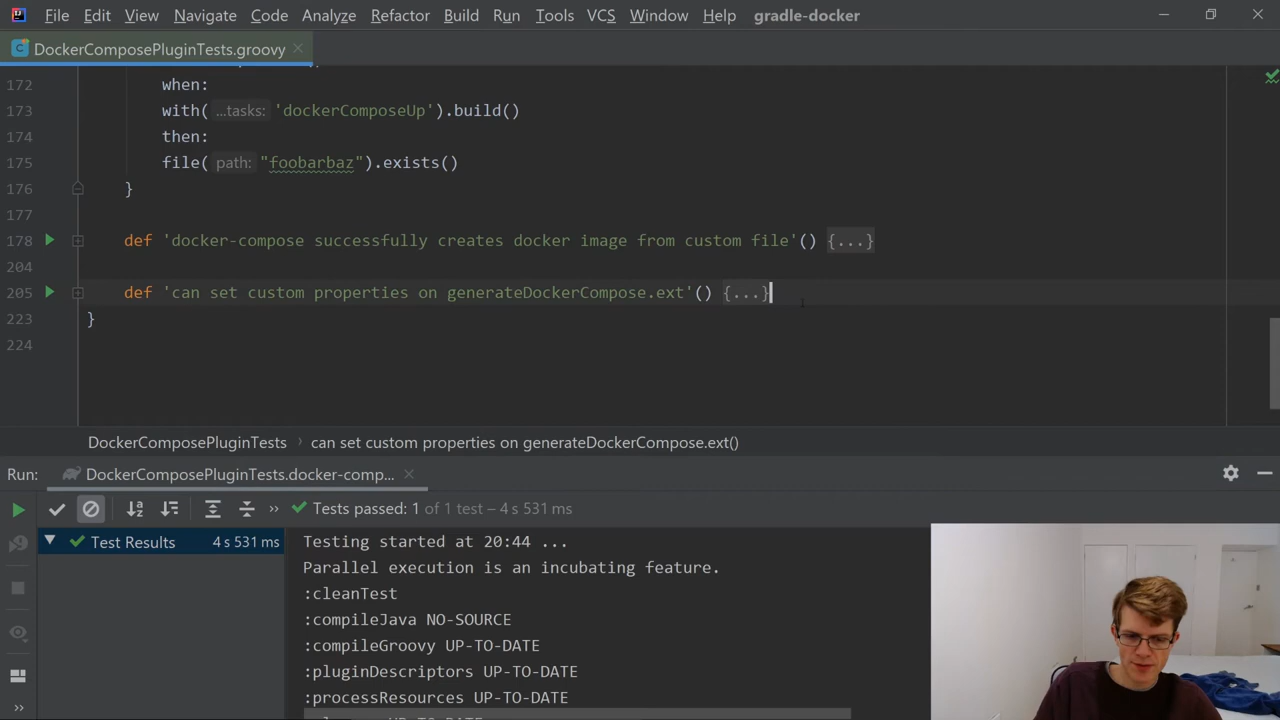 File Edit View Navigate Code Analyze Refactor Build Run Tools VCS Window Help gradle-docker
DockerComposePluginTests.groovy
172 when:
173 with( ...tasks: 'dockerComposeUp').build()
174 then:
175 file( path: "foobarbaz").exists()
176 }
177
178 def 'docker-compose successfully creates docker image from custom file'() {...}
204
205 def 'can set custom properties on generateDockerCompose.ext'() {...}
223 }
224
DockerComposePluginTests › can set custom properties on generateDockerCompose.ext()
Run: DockerComposePluginTests.docker-comp...
Tests passed: 1 of 1 test – 4 s 531 ms
Test Results 4 s 531 ms
Testing started at 20:44 ...
Parallel execution is an incubating feature.
:cleanTest
:compileJava NO-SOURCE
:compileGroovy UP-TO-DATE
:pluginDescriptors UP-TO-DATE
:processResources UP-TO-DATE